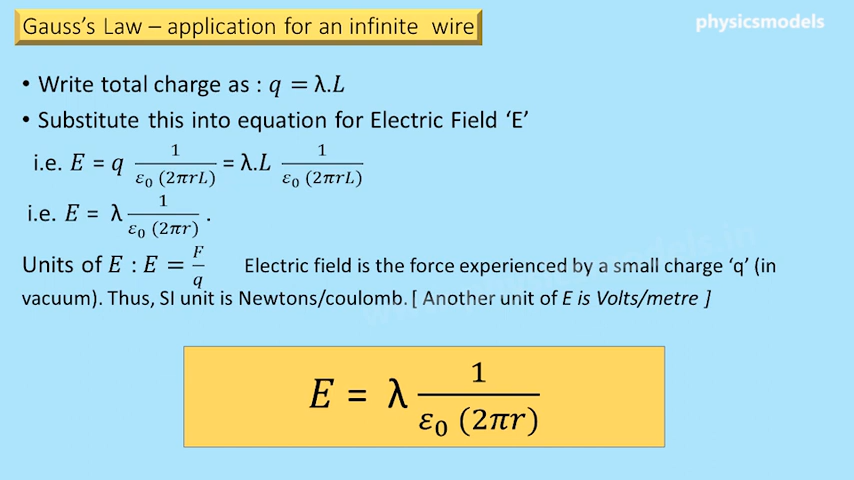 Gauss's Law – application for an infinite wire
physicsmodels
• Write total charge as : q = λ.L
• Substitute this into equation for Electric Field ‘E’
i.e. E = q 1/ε₀ (2πrL) = λ.L 1/ε₀ (2πrL)
i.e. E = λ 1/ε₀ (2πr) .
Units of E : E = F/q Electric field is the force experienced by a small charge ‘q’ (in
vacuum). Thus, SI unit is Newtons/coulomb. [ Another unit of E is Volts/metre ]
E = λ 1/ε₀ (2πr)